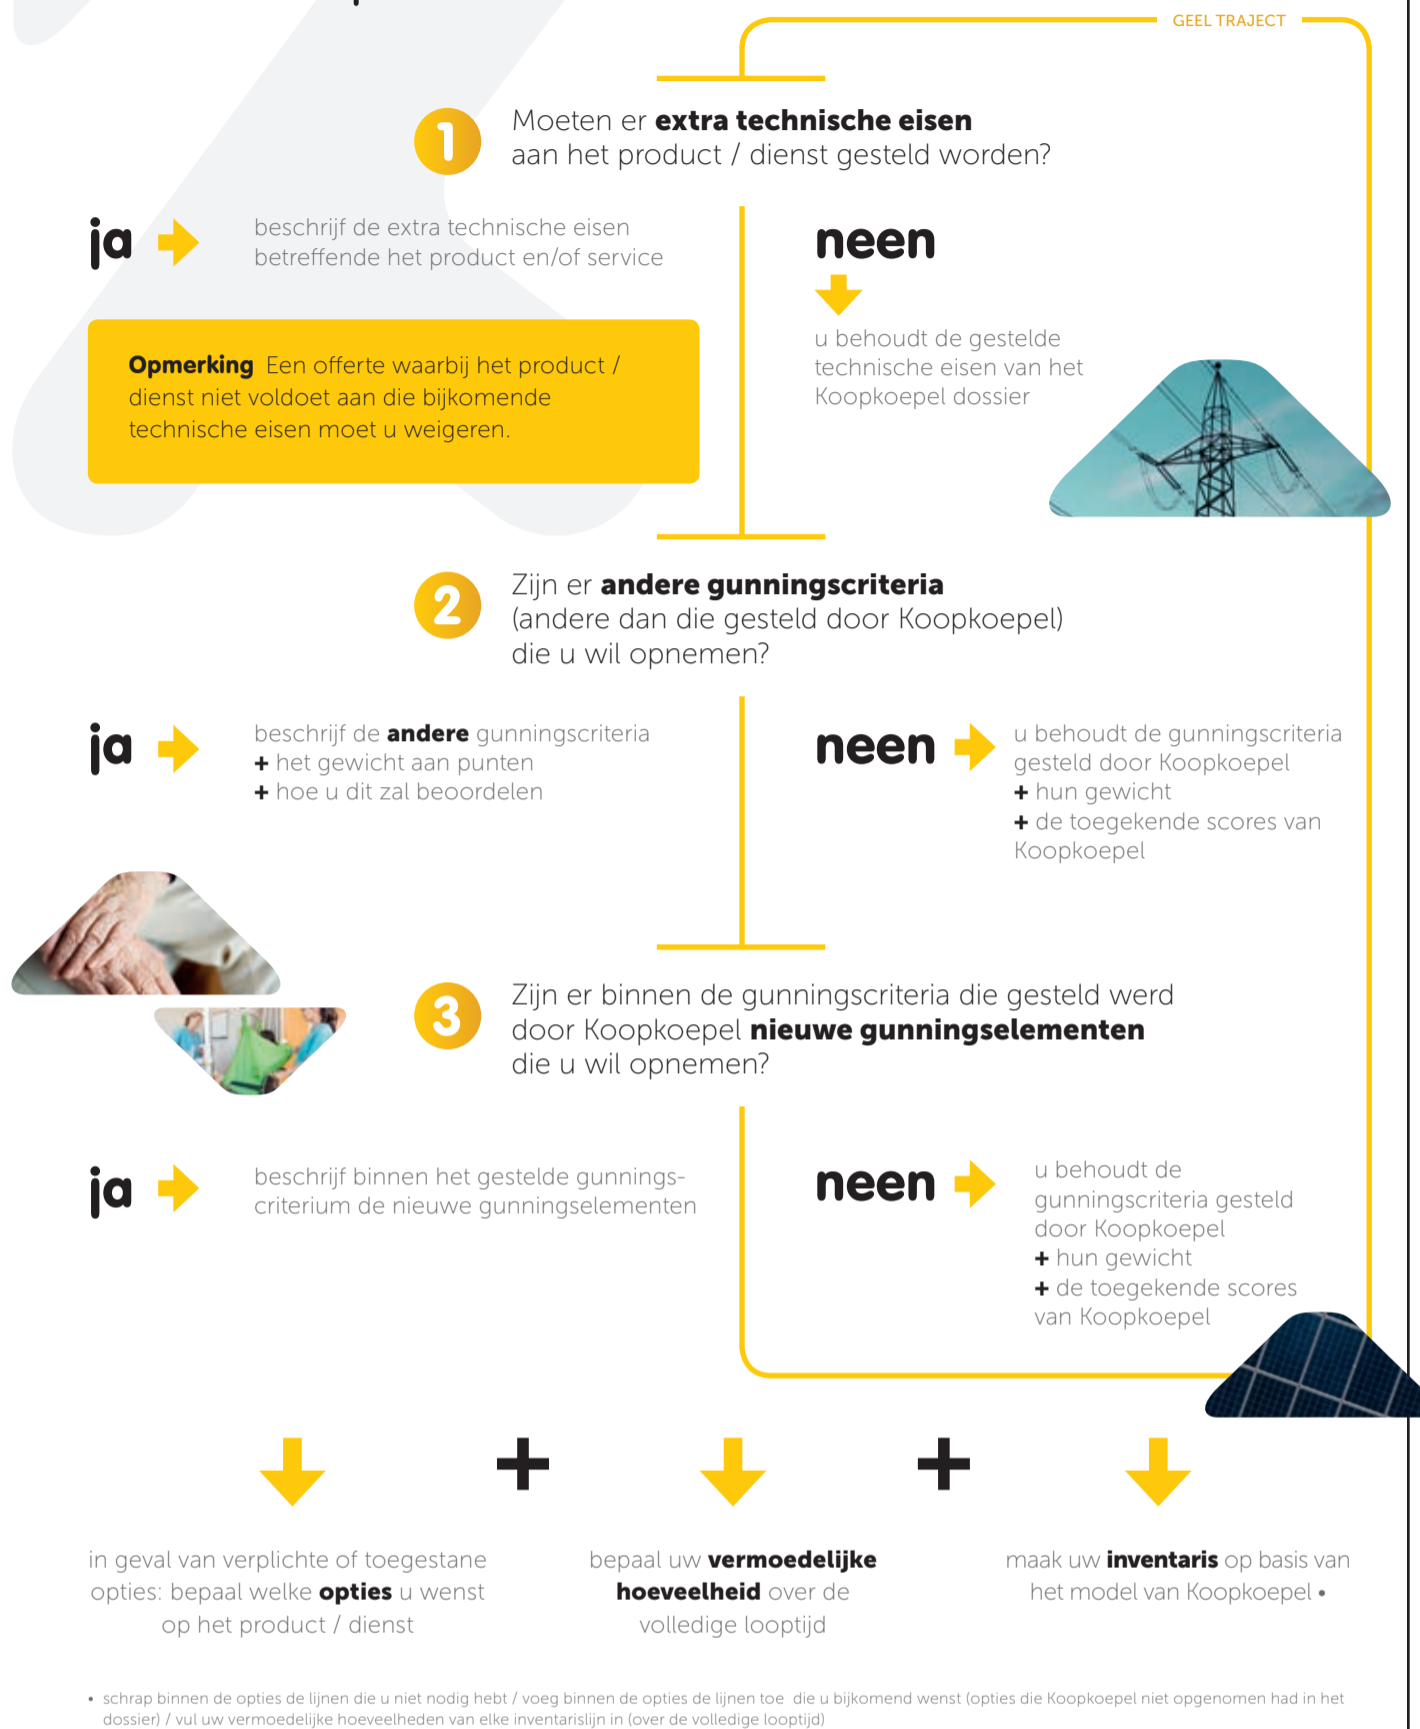 GEEL TRAJECT
1
Moeten er extra technische eisen
aan het product / dienst gesteld worden?
ja
beschrijf de extra technische eisen
betreffende het product en/of service
neen
u behoudt de gestelde
technische eisen van het
Koopkoepel dossier
Opmerking Een offerte waarbij het product /
dienst niet voldoet aan die bijkomende
technische eisen moet u weigeren.
2
Zijn er andere gunningscriteria
(andere dan die gesteld door Koopkoepel)
die u wil opnemen?
ja
beschrijf de andere gunningscriteria
+ het gewicht aan punten
+ hoe u dit zal beoordelen
neen
u behoudt de gunningscriteria
gesteld door Koopkoepel
+ hun gewicht
+ de toegekende scores van
Koopkoepel
3
Zijn er binnen de gunningscriteria die gesteld werd
door Koopkoepel nieuwe gunningselementen
die u wil opnemen?
ja
beschrijf binnen het gestelde gunnings-
criterium de nieuwe gunningselementen
neen
u behoudt de
gunningscriteria gesteld
door Koopkoepel
+ hun gewicht
+ de toegekende scores
van Koopkoepel
+
+
in geval van verplichte of toegestane
opties: bepaal welke opties u wenst
op het product / dienst
bepaal uw vermoedelijke
hoeveelheid over de
volledige looptijd
maak uw inventaris op basis van
het model van Koopkoepel •
• schrap binnen de opties de lijnen die u niet nodig hebt / voeg binnen de opties de lijnen toe die u bijkomend wenst (opties die Koopkoepel niet opgenomen had in het
dossier) / vul uw vermoedelijke hoeveelheden van elke inventarislijn in (over de volledige looptijd)